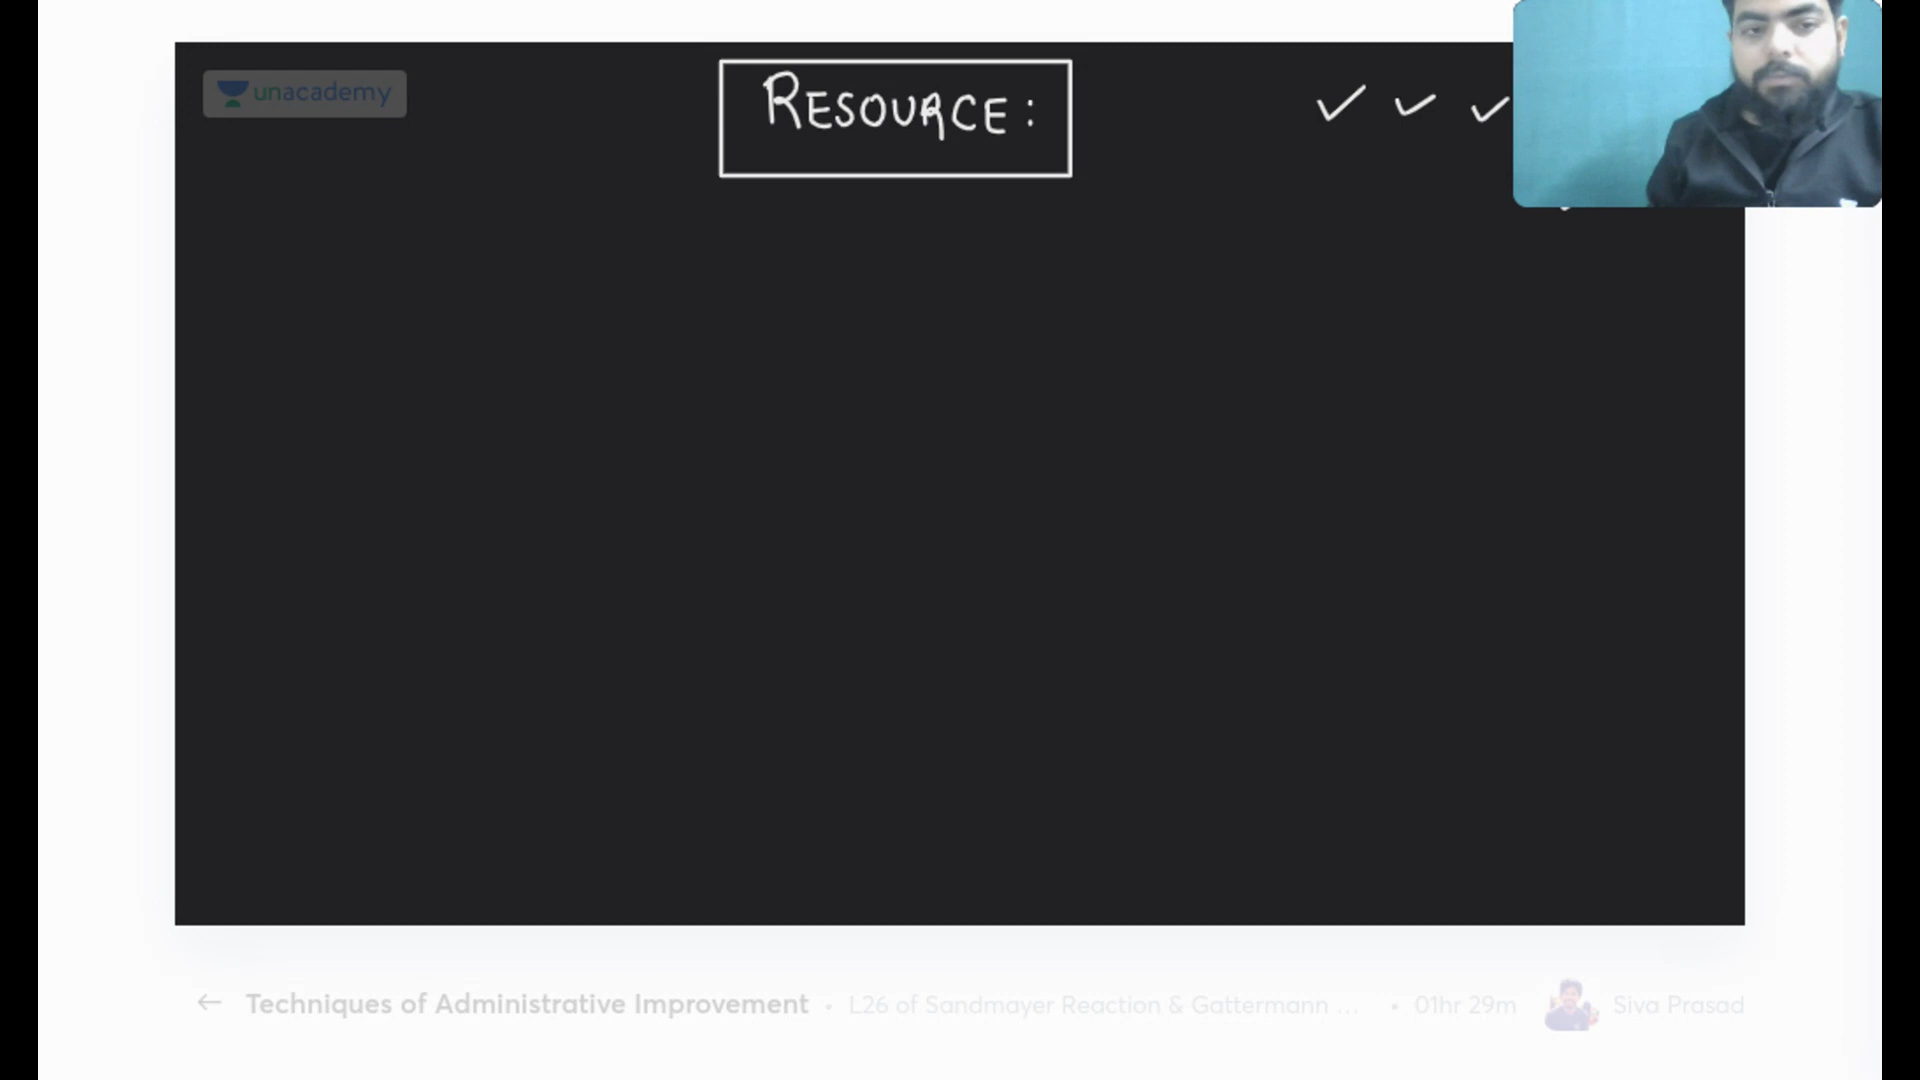 unacademy
RESOURCE:
← Techniques of Administrative Improvement • L26 of Sandmayer Reaction & Gattermann ... • 01hr 29m Siva Prasad